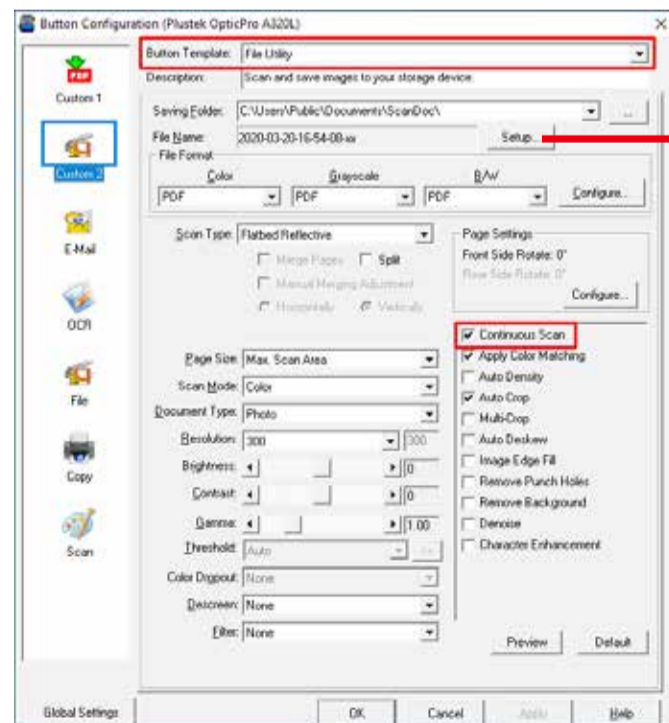 Button Configuration (Plustek OpticPro A320L)
Button Template: File Utility
Description: Scan and save images to your storage device.
PDF
Custom 1
Custom 2
E-Mail
OCR
File
Copy
Scan
Saving Folder: C:\Users\Public\Documents\ScanDoc\ ...
File Name: 2020-03-20-16-54-08-xx Setup...
File Format
Color Grayscale B/W
PDF PDF PDF Configure...
Scan Type: Flatbed Reflective
Merge Pages Split
Manual Merging Adjustment
Horizontally Vertically
Page Settings
Front Side Rotate: 0°
Rear Side Rotate: 0°
Configure...
Page Size: Max. Scan Area
Scan Mode: Color
Document Type: Photo
Resolution: 300 300
Brightness: 0
Contrast: 0
Gamma: 1.00
Threshold: Auto
Color Dropout: None
Descreen: None
Filter: None
Continuous Scan
Apply Color Matching
Auto Density
Auto Crop
Multi-Crop
Auto Deskew
Image Edge Fill
Remove Punch Holes
Remove Background
Denoise
Character Enhancement
Preview Default
Global Settings OK Cancel Apply Help